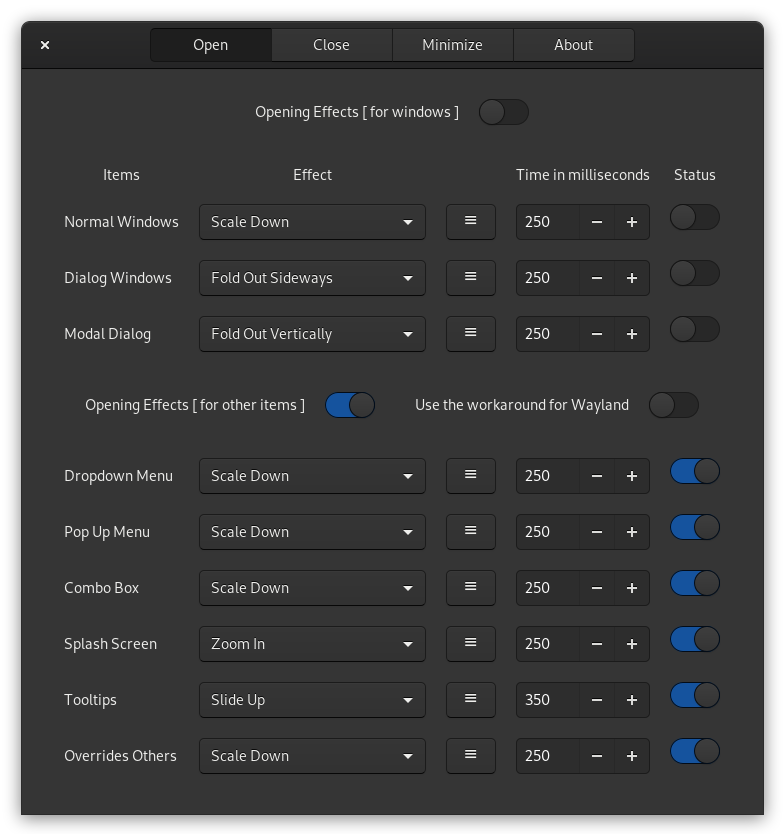 Open Close Minimize About
Opening Effects [ for windows ]
Items Effect Time in milliseconds Status
Normal Windows Scale Down 250
Dialog Windows Fold Out Sideways 250
Modal Dialog Fold Out Vertically 250
Opening Effects [ for other items ] Use the workaround for Wayland
Dropdown Menu Scale Down 250
Pop Up Menu Scale Down 250
Combo Box Scale Down 250
Splash Screen Zoom In 250
Tooltips Slide Up 350
Overrides Others Scale Down 250